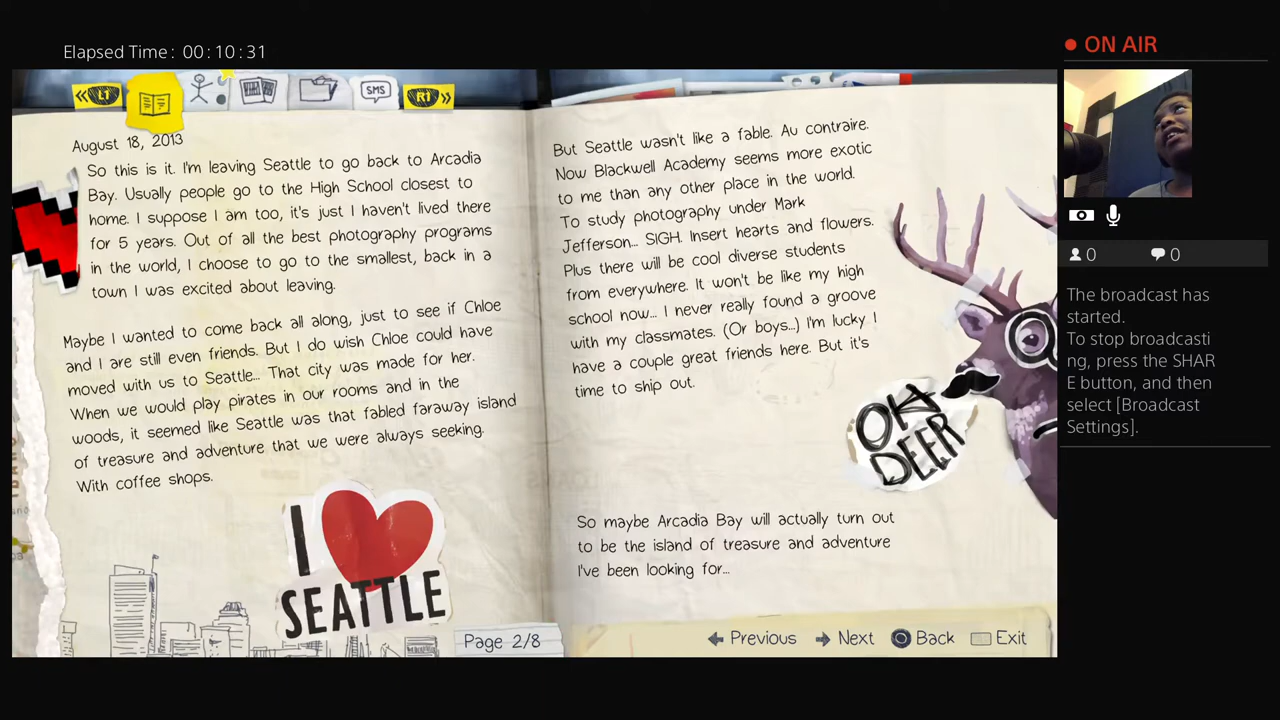 Elapsed Time: 00:10:31
ON AIR
L1
SMS
R1
August 18, 2013
So this is it. I'm leaving Seattle to go back to Arcadia
Bay. Usually people go to the High School closest to
home. I suppose I am too, it's just I haven't lived there
for 5 years. Out of all the best photography programs
in the world, I choose to go to the smallest, back in a
town I was excited about leaving.
Maybe I wanted to come back all along, just to see if Chloe
and I are still even friends. But I do wish Chloe could have
moved with us to Seattle... That city was made for her.
When we would play pirates in our rooms and in the
woods, it seemed like Seattle was that fabled faraway island
of treasure and adventure that we were always seeking.
With coffee shops.
I
SEATTLE
Page 2/8
But Seattle wasn't like a fable. Au contraire.
Now Blackwell Academy seems more exotic
to me than any other place in the world.
To study photography under Mark
Jefferson... SIGH. Insert hearts and flowers.
Plus there will be cool diverse students
from everywhere. It won't be like my high
school now... I never really found a groove
with my classmates. (Or boys...) I'm lucky I
have a couple great friends here. But it's
time to ship out.
OH
DEER
So maybe Arcadia Bay will actually turn out
to be the island of treasure and adventure
I've been looking for...
Previous
Next
Back
Exit
0
0
The broadcast has
started.
To stop broadcasti
ng, press the SHAR
E button, and then
select [Broadcast
Settings].